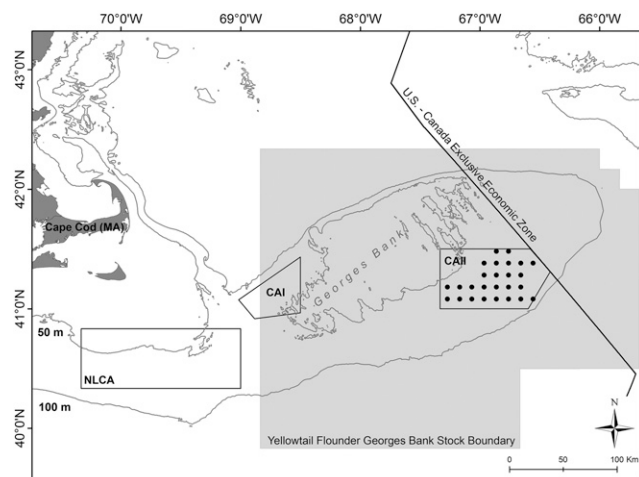 70°0'W 69°0'W 68°0'W 67°0'W 66°0'W
43°0'N
42°0'N
41°0'N
40°0'N
U.S. - Canada Exclusive Economic Zone
Cape Cod (MA)
Georges Bank
CAII
CAI
50 m
NLCA
100 m
N
Yellowtail Flounder Georges Bank Stock Boundary
0 50 100 Km